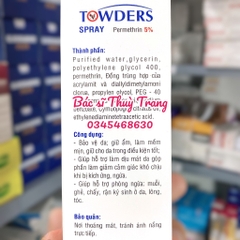 TOWDERS
SPRAY Permethrin 5%
Thành phần:
Purified water, glycerin,
polyethylene glycol 400,
permethrin, Đồng trùng hợp của
acrylamit và diallyldimetylamoni
clorid, propylen glycol, PEG - 40
Bác sĩ Thùy Trang
0345468630
ethylenediaminetetraacetic acid.
Công dụng:
- Bảo vệ da; giữ ẩm, làm mềm
mịn, giữ cho da trong điều kiện tốt;
- Giúp hỗ trợ làm dịu mát da góp
phần làm giảm cảm giác khó chịu
khi bị kích ứng, ngứa.
- Giúp hỗ trợ phòng ngừa: muỗi,
ghẻ, chấy, rận ký sinh ở da, lông,
tóc.
Bảo quản:
Nơi thoáng mát, tránh ánh nắng
trực tiếp.